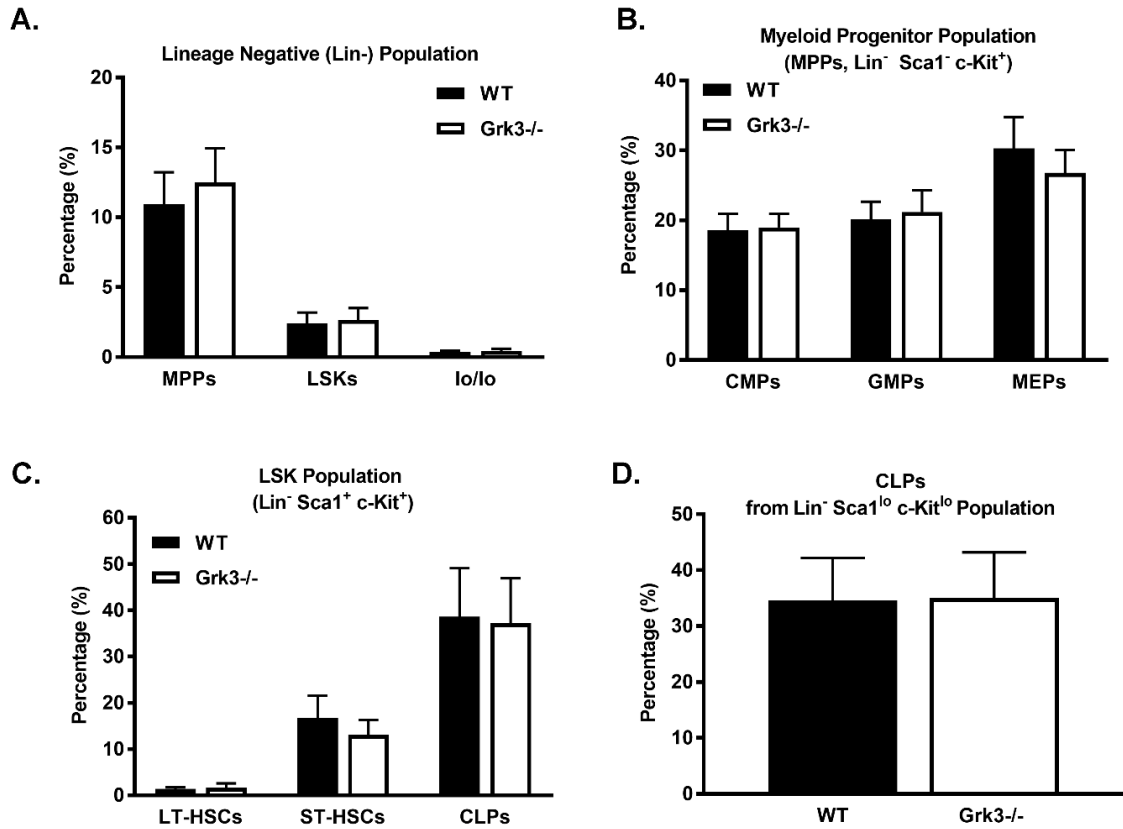 A.
Lineage Negative (Lin-) Population
WT
Grk3-/-
Percentage (%)
20
15
10
5
0
MPPs LSKs lo/lo
B.
Myeloid Progenitor Population
(MPPs, Lin⁻ Sca1⁻ c-Kit⁺)
WT
Grk3-/-
Percentage (%)
40
30
20
10
0
CMPs GMPs MEPs
C.
LSK Population
(Lin⁻ Sca1⁺ c-Kit⁺)
WT
Grk3-/-
Percentage (%)
60
50
40
30
20
10
0
LT-HSCs ST-HSCs CLPs
D.
CLPs
from Lin⁻ Sca1ˡᵒ c-Kitˡᵒ Population
Percentage (%)
50
40
30
20
10
0
WT Grk3-/-